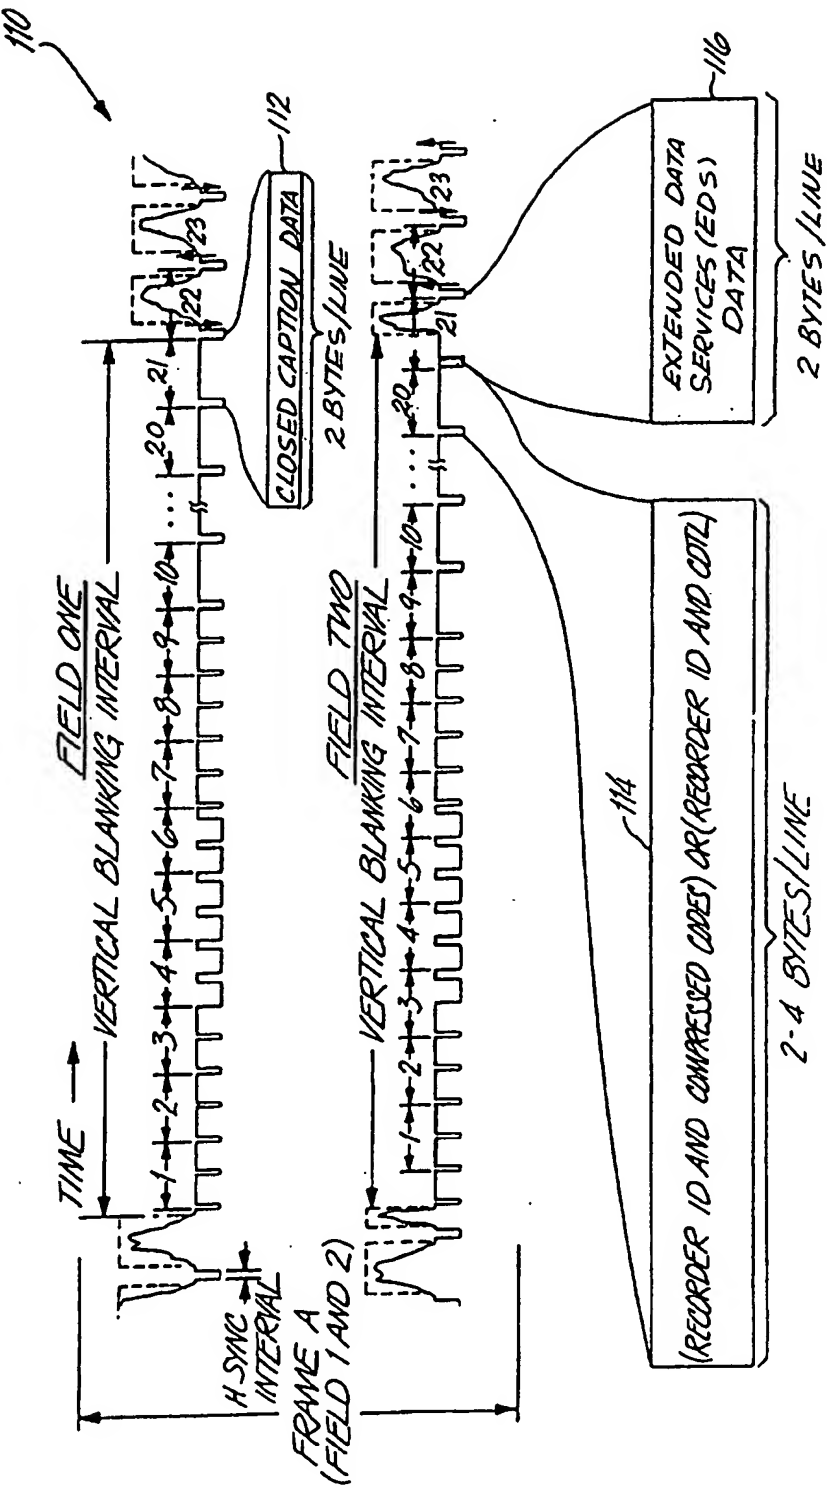 110
TIME
FIELD ONE
VERTICAL BLANKING INTERVAL
1 2 3 4 5 6 7 8 9 10 ... 20 21 22 23
H SYNC
INTERVAL
CLOSED CAPTION DATA
112
2 BYTES/LINE
FRAME A
(FIELD 1 AND 2)
FIELD TWO
VERTICAL BLANKING INTERVAL
1 2 3 4 5 6 7 8 9 10 ... 20 21 22 23
114
(RECORDER ID AND COMPRESSED CODES) OR (RECORDER ID AND CDTL)
2-4 BYTES/LINE
EXTENDED DATA
SERVICES (EDS)
DATA
116
2 BYTES/LINE